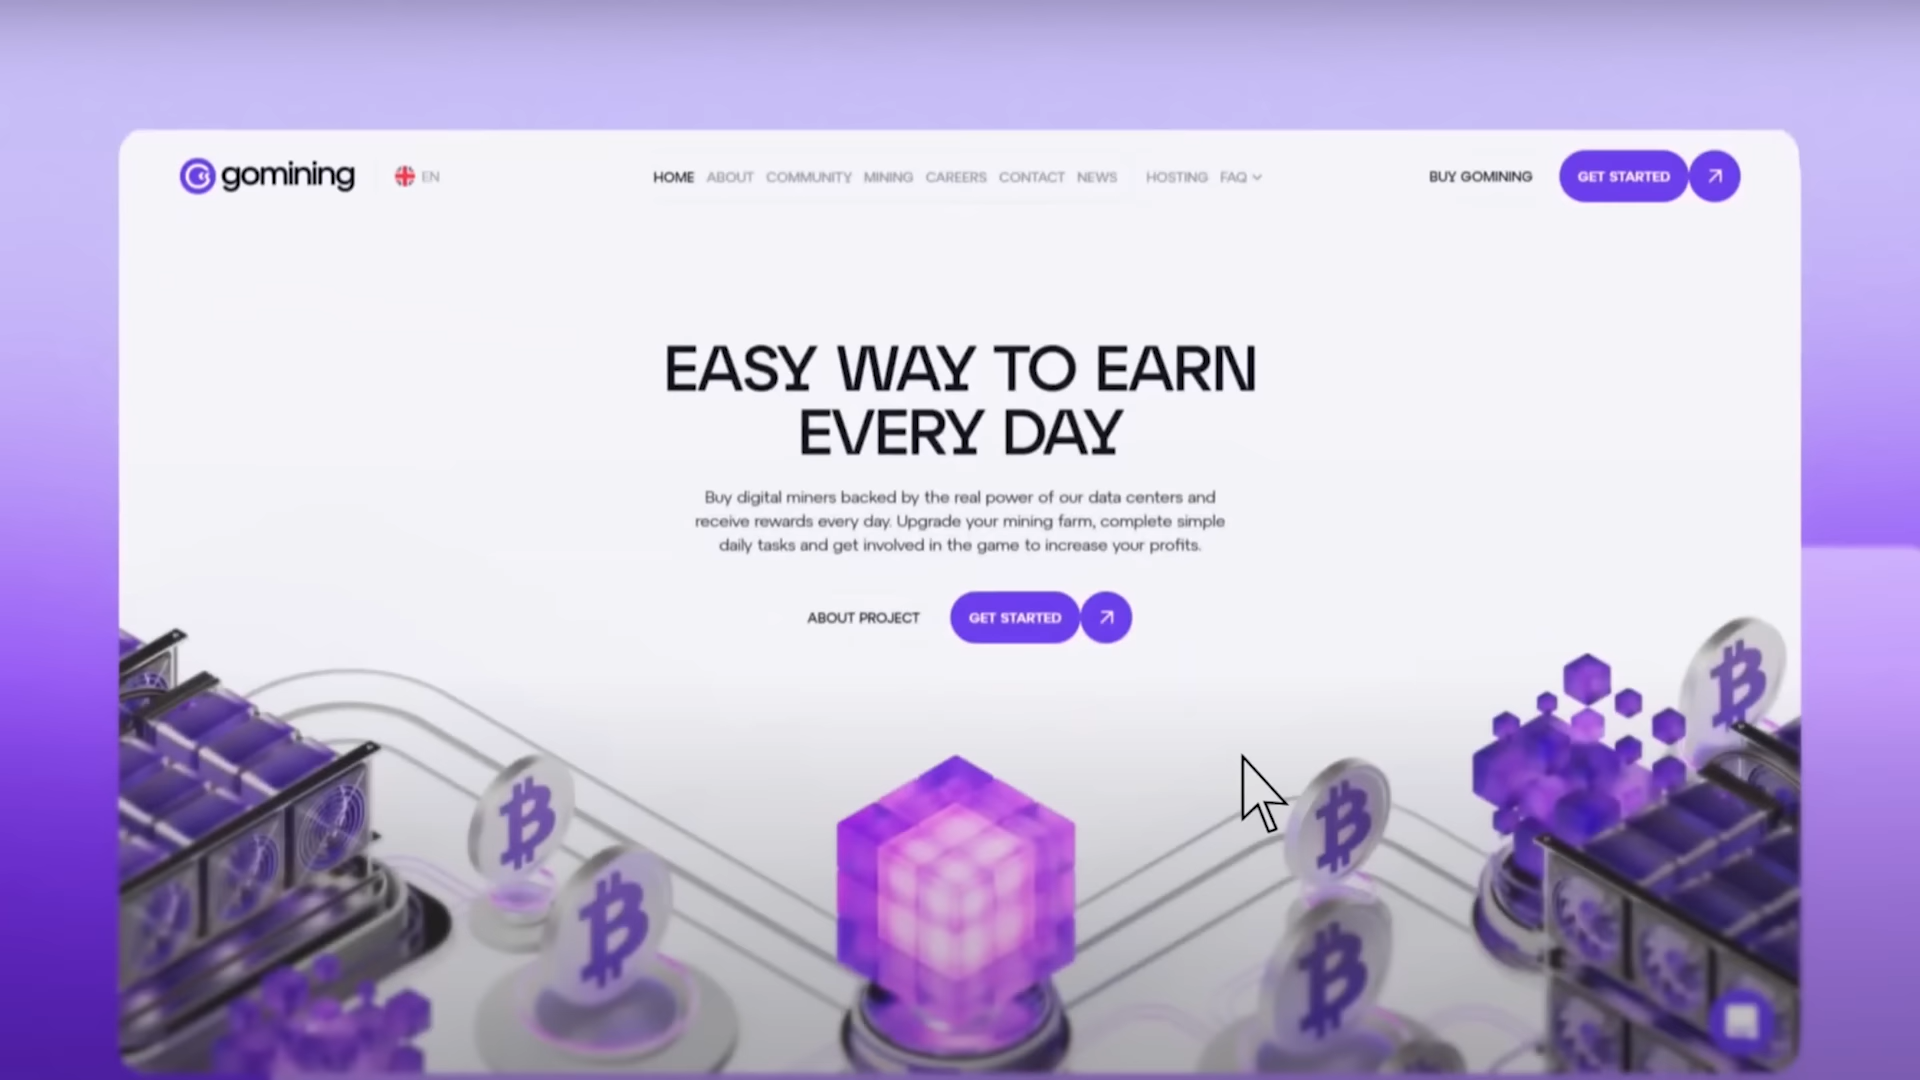 gomining
EN
HOME ABOUT COMMUNITY MINING CAREERS CONTACT NEWS HOSTING FAQ
BUY GOMINING
GET STARTED
EASY WAY TO EARN
EVERY DAY
Buy digital miners backed by the real power of our data centers and
receive rewards every day. Upgrade your mining farm, complete simple
daily tasks and get involved in the game to increase your profits.
ABOUT PROJECT
GET STARTED